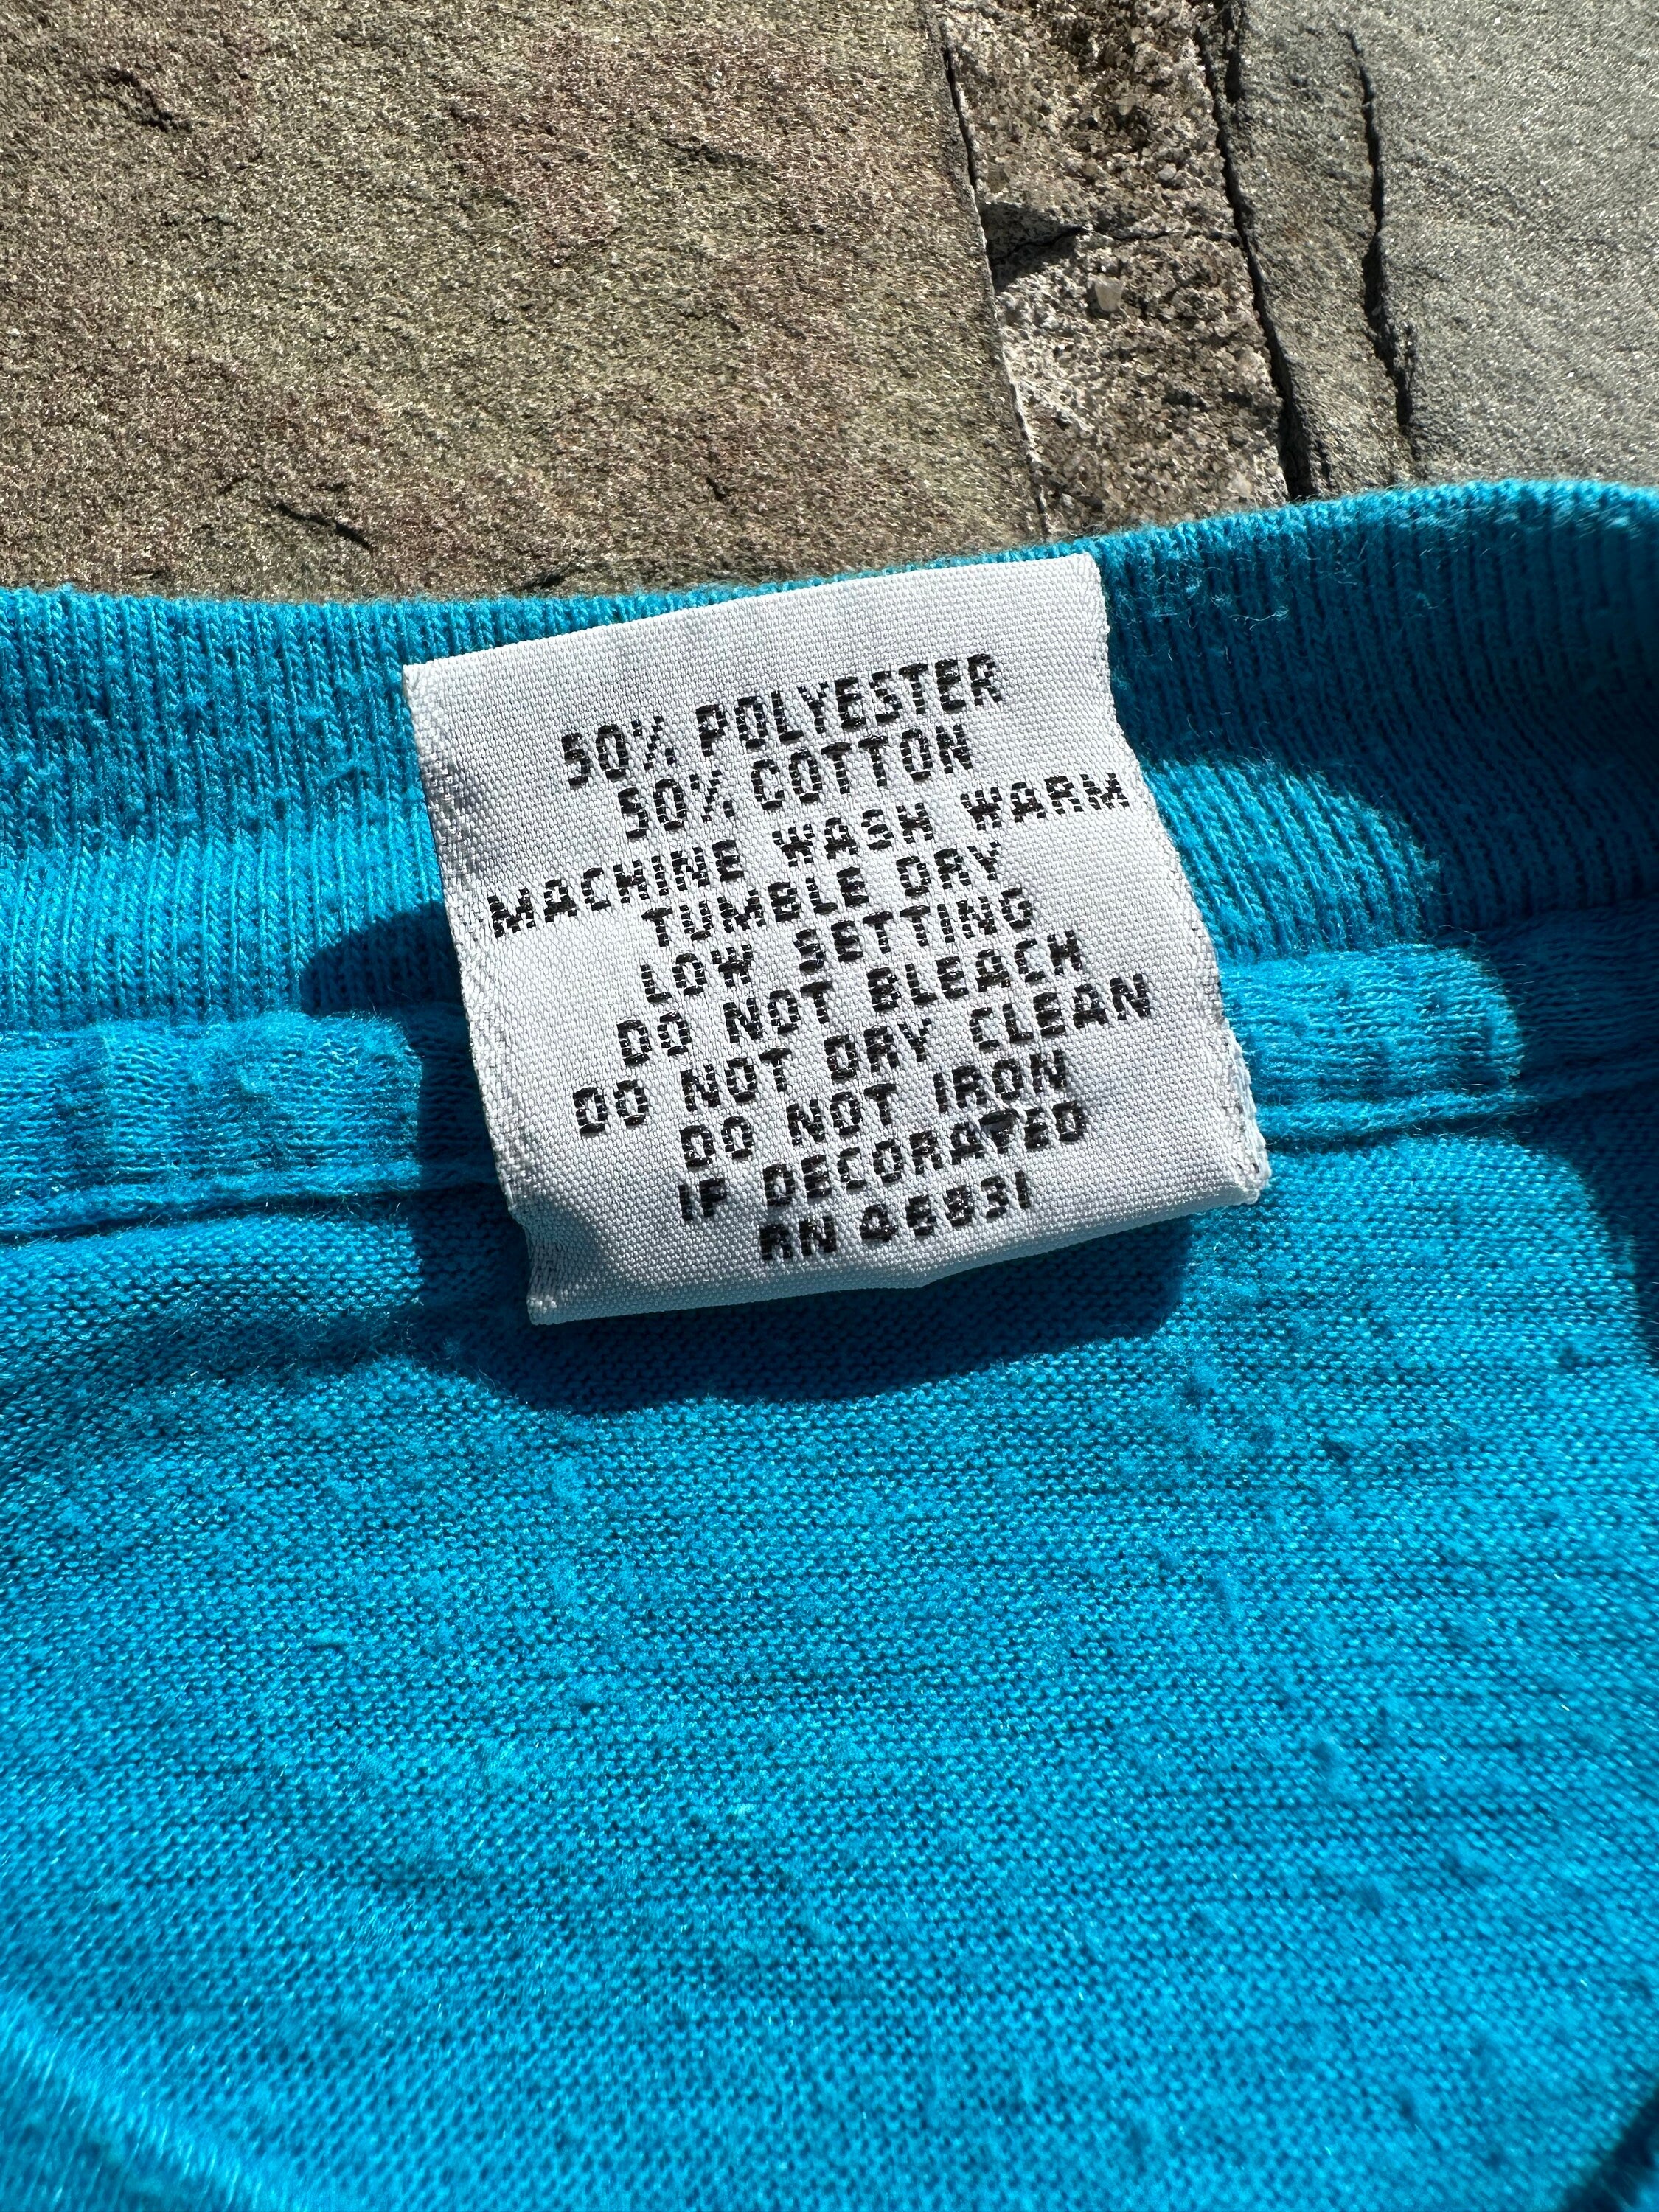 50% POLYESTER
50% COTTON
MACHINE WASH WARM
TUMBLE DRY
LOW SETTING
DO NOT BLEACH
DO NOT DRY CLEAN
DO NOT IRON
IF DECORATED
RN 46831